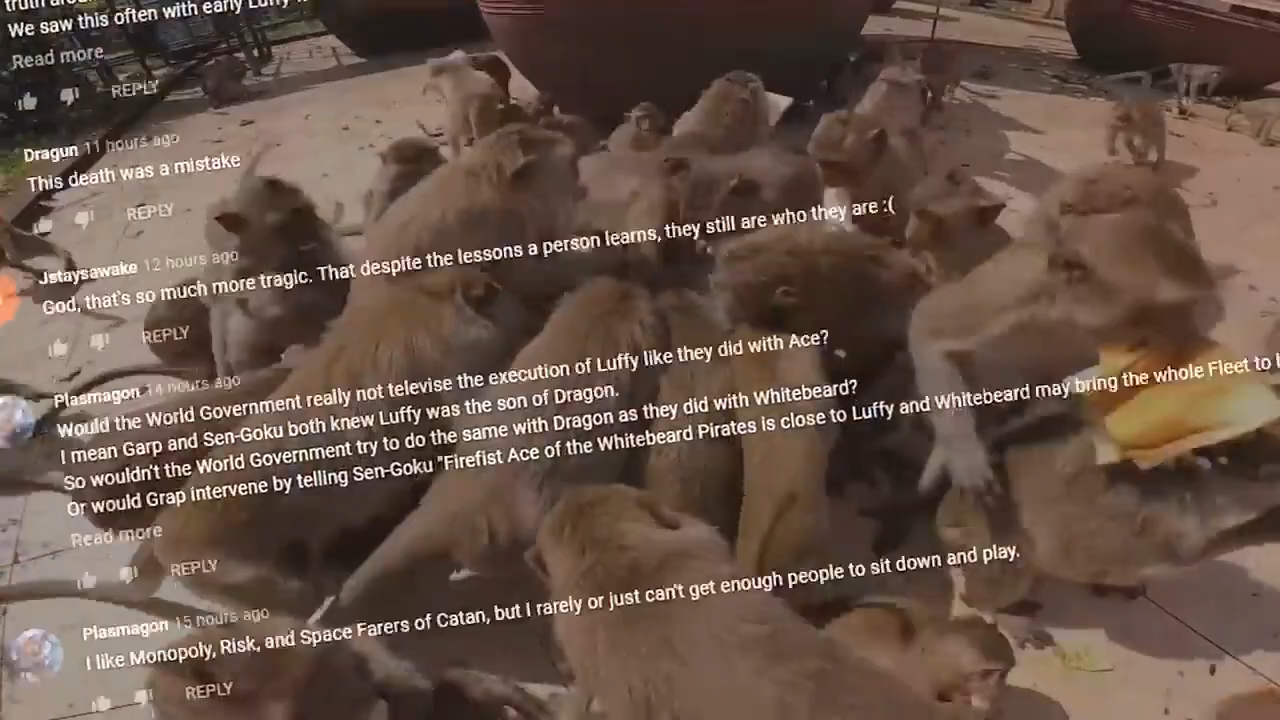 truth
We saw this often with early Luffy
Read more
REPLY
Dragun 11 hours ago
This death was a mistake
REPLY
Jstaysawake 12 hours ago
God, that's so much more tragic. That despite the lessons a person learns, they still are who they are :(
REPLY
Plasmagon 14 hours ago
Would the World Government really not televise the execution of Luffy like they did with Ace?
I mean Garp and Sen-Goku both knew Luffy was the son of Dragon.
So wouldn't the World Government try to do the same with Dragon as they did with Whitebeard?
Or would Grap intervene by telling Sen-Goku "Firefist Ace of the Whitebeard Pirates is close to Luffy and Whitebeard may bring the whole Fleet to
Read more
REPLY
Plasmagon 15 hours ago
I like Monopoly, Risk, and Space Farers of Catan, but I rarely or just can't get enough people to sit down and play.
REPLY